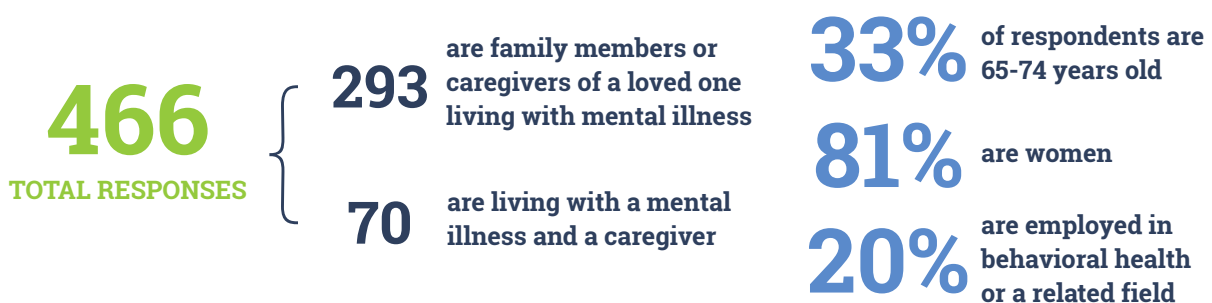 466
TOTAL RESPONSES
293
are family members or
caregivers of a loved one
living with mental illness
70
are living with a mental
illness and a caregiver
33%
of respondents are
65-74 years old
81%
are women
20%
are employed in
behavioral health
or a related field